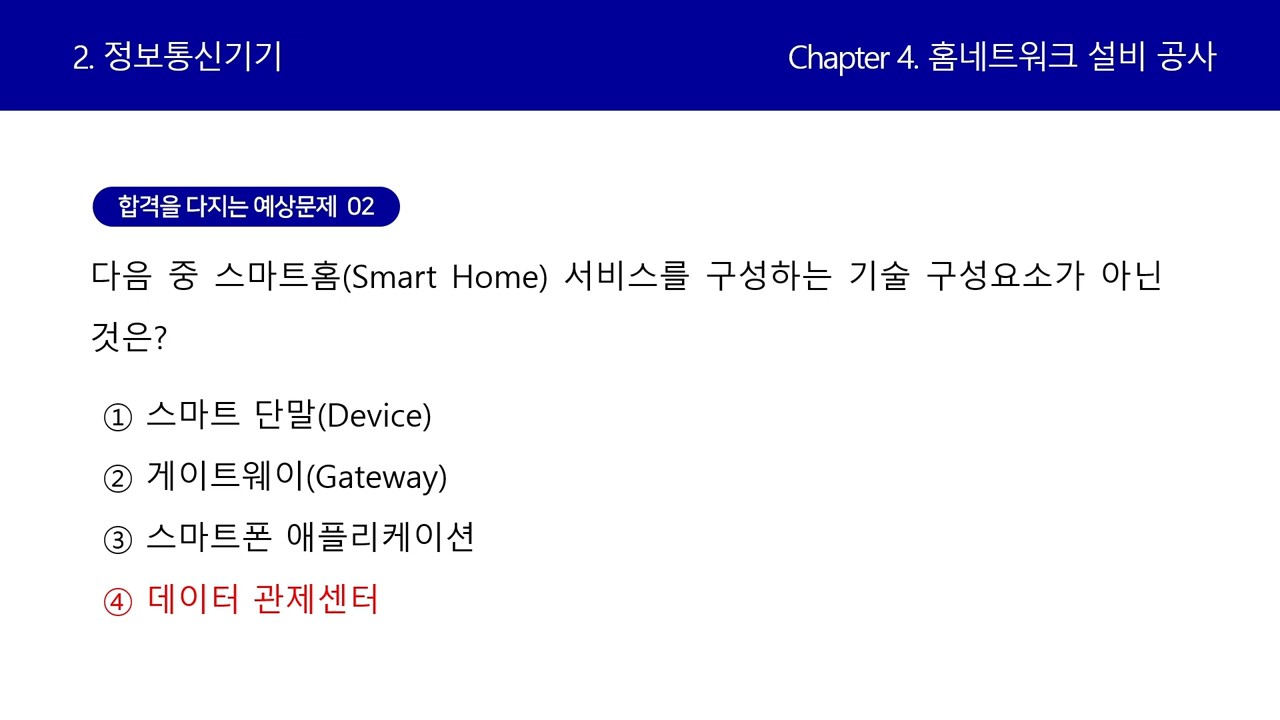 2. 정보통신기기
Chapter 4. 홈네트워크 설비 공사
합격을 다지는 예상문제 02
다음 중 스마트홈(Smart Home) 서비스를 구성하는 기술 구성요소가 아닌
것은?
① 스마트 단말(Device)
② 게이트웨이(Gateway)
③ 스마트폰 애플리케이션
④ 데이터 관제센터